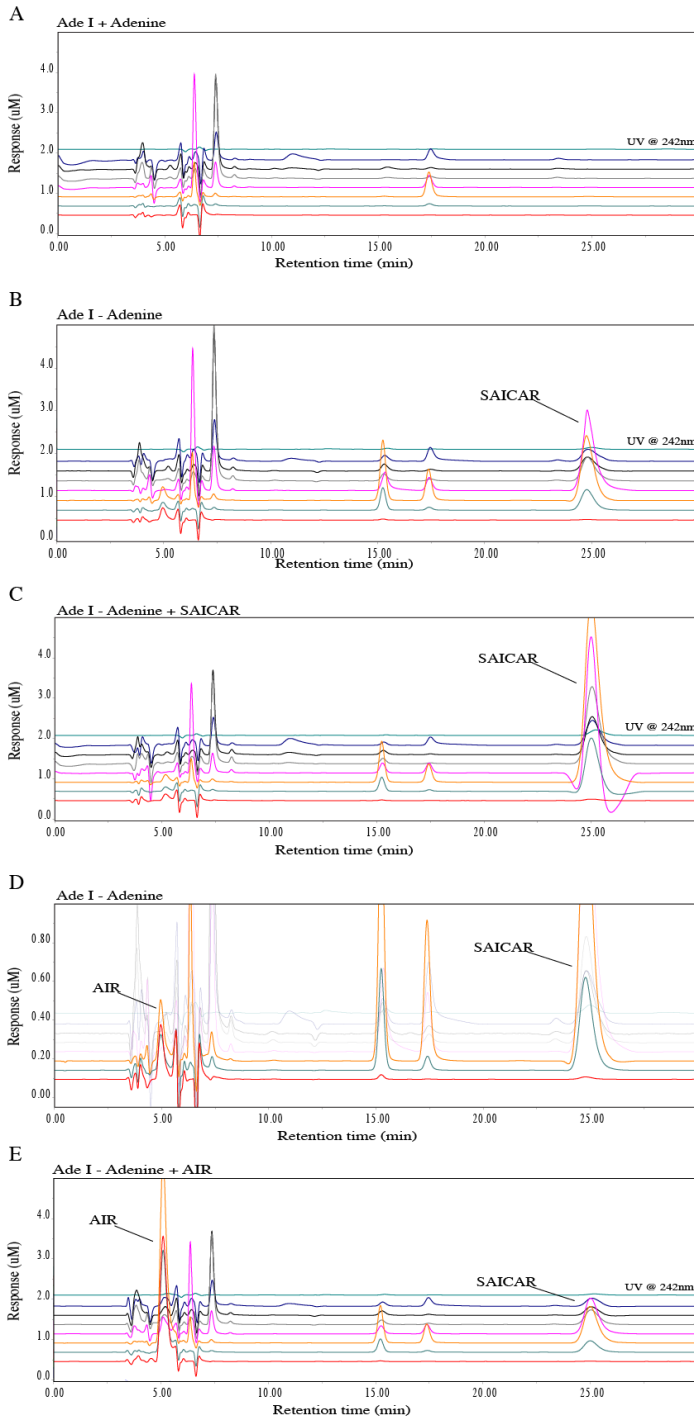 A
Ade I + Adenine
Response (uM)
4.0
3.0
2.0
1.0
0.0
UV @ 242nm
0.00 5.00 10.00 15.00 20.00 25.00
Retention time (min)
B
Ade I - Adenine
Response (uM)
4.0
3.0
2.0
1.0
0.0
SAICAR
UV @ 242nm
0.00 5.00 10.00 15.00 20.00 25.00
Retention time (min)
C
Ade I - Adenine + SAICAR
Response (uM)
4.0
3.0
2.0
1.0
0.0
SAICAR
UV @ 242nm
0.00 5.00 10.00 15.00 20.00 25.00
Retention time (min)
D
Ade I - Adenine
Response (uM)
0.80
0.60
0.40
0.20
0.00
AIR
SAICAR
0.00 5.00 10.00 15.00 20.00 25.00
Retention time (min)
E
Ade I - Adenine + AIR
Response (uM)
4.0
3.0
2.0
1.0
0.0
AIR
SAICAR
UV @ 242nm
0.00 5.00 10.00 15.00 20.00 25.00
Retention time (min)